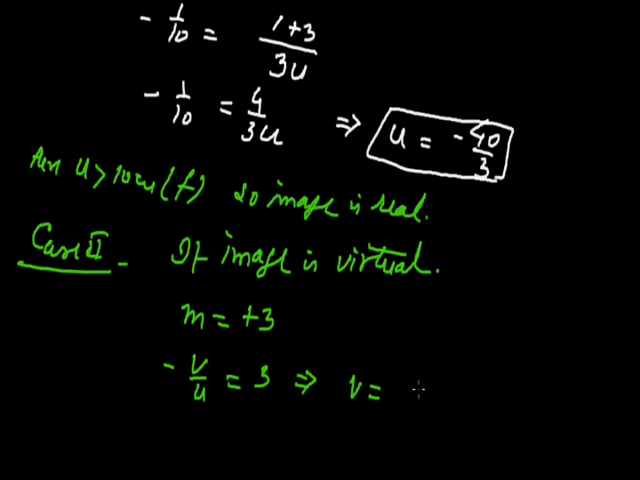 - 1/10 = 1+3/3u
- 1/10 = 4/3u ⇒ u = - 40/3
u > 10cm (f) so image is real.
Case II - If image is virtual.
m = +3
- v/u = 3 ⇒ v =